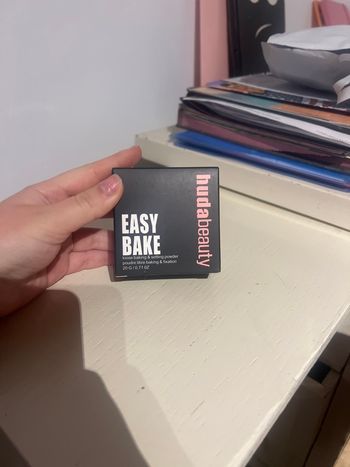 EASY
BAKE
loose baking & setting powder
poudre libre baking & fixation
20 G / 0.71 OZ
hudabeauty